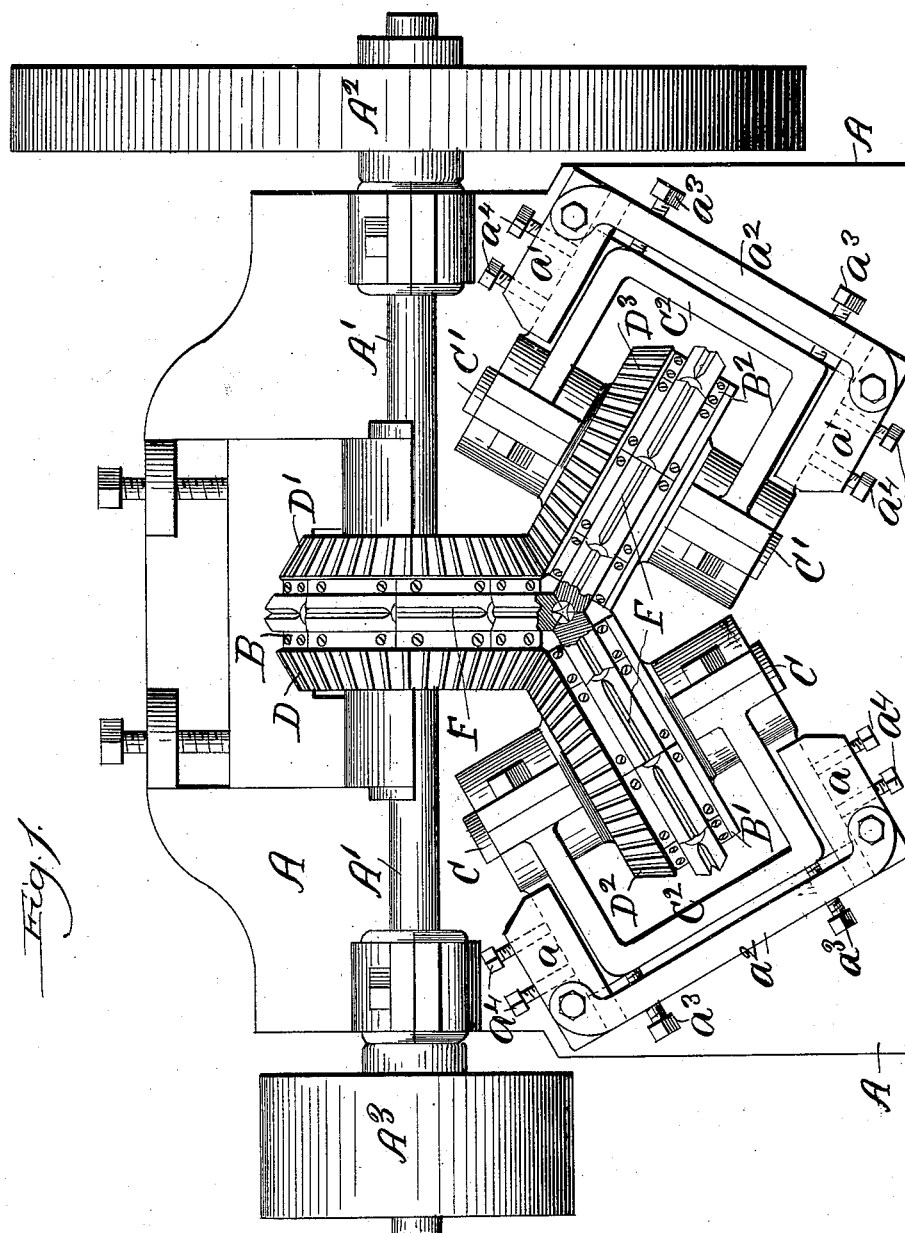 Fig. 1.
A²
A
a⁴
a³
a'
a²
A'
C'
a³
D³
C²
B²
a'
D'
a⁴
C'
E
B
D
F
C
a⁴
A'
A
B'
C
D²
C²
a
a
a²
a³
a⁴
a³
A³
A